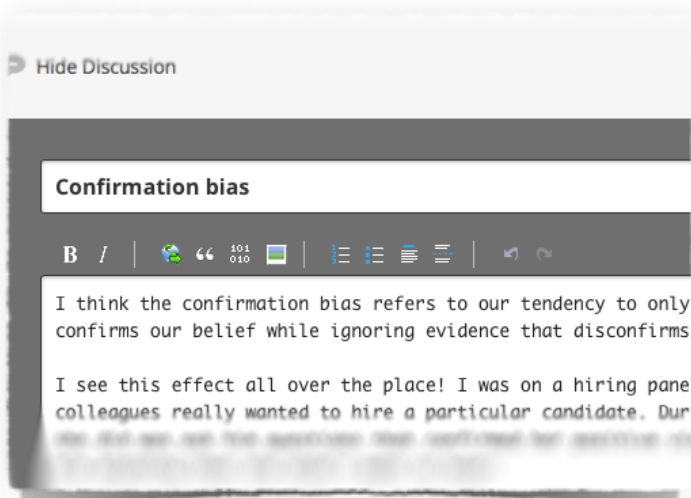 Hide Discussion
Confirmation bias
B I 101
010
I think the confirmation bias refers to our tendency to only
confirms our belief while ignoring evidence that disconfirms
I see this effect all over the place! I was on a hiring pane
colleagues really wanted to hire a particular candidate. Dur